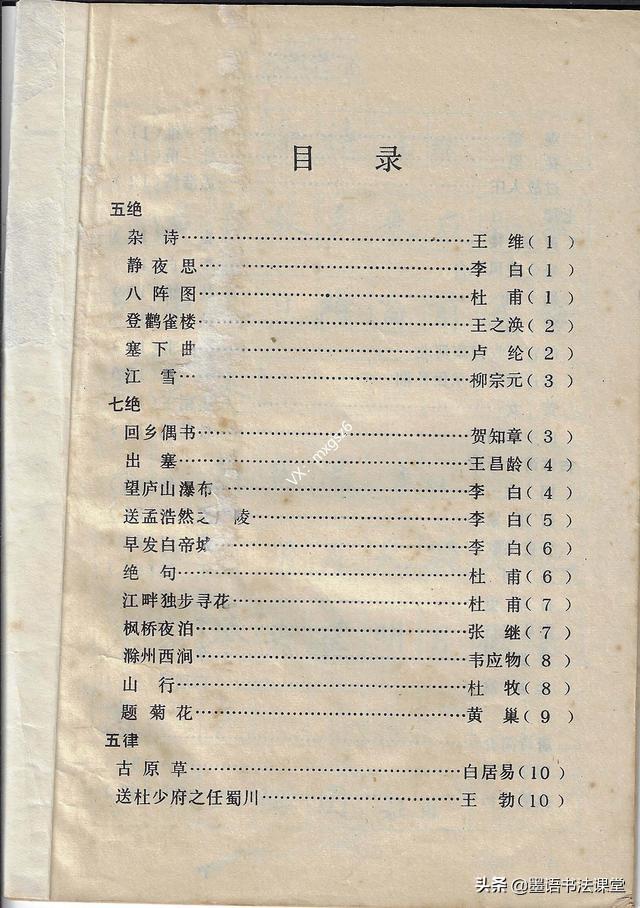 目 录
五绝
杂 诗………………………………王 维( 1 )
静 夜 思………………………………李 白( 1 )
八 阵 图………………………………杜 甫( 1 )
登鹳雀楼………………………………王之涣( 2 )
塞 下 曲………………………………卢 纶( 2 )
江 雪………………………………柳宗元( 3 )
七绝
回乡偶书………………………………贺知章( 3 )
出 塞………………………………王昌龄( 4 )
望庐山瀑布………………………………李 白( 4 )
送孟浩然之广陵………………………………李 白( 5 )
早发白帝城………………………………李 白( 6 )
绝 句………………………………杜 甫( 6 )
江畔独步寻花………………………………杜 甫( 7 )
枫桥夜泊………………………………张 继( 7 )
滁州西涧………………………………韦应物( 8 )
山 行………………………………杜 牧( 8 )
题 菊 花………………………………黄 巢( 9 )
五律
古 原 草………………………………白居易(10 )
送杜少府之任蜀川………………………………王 勃(10 )
头条 @墨语书法课堂